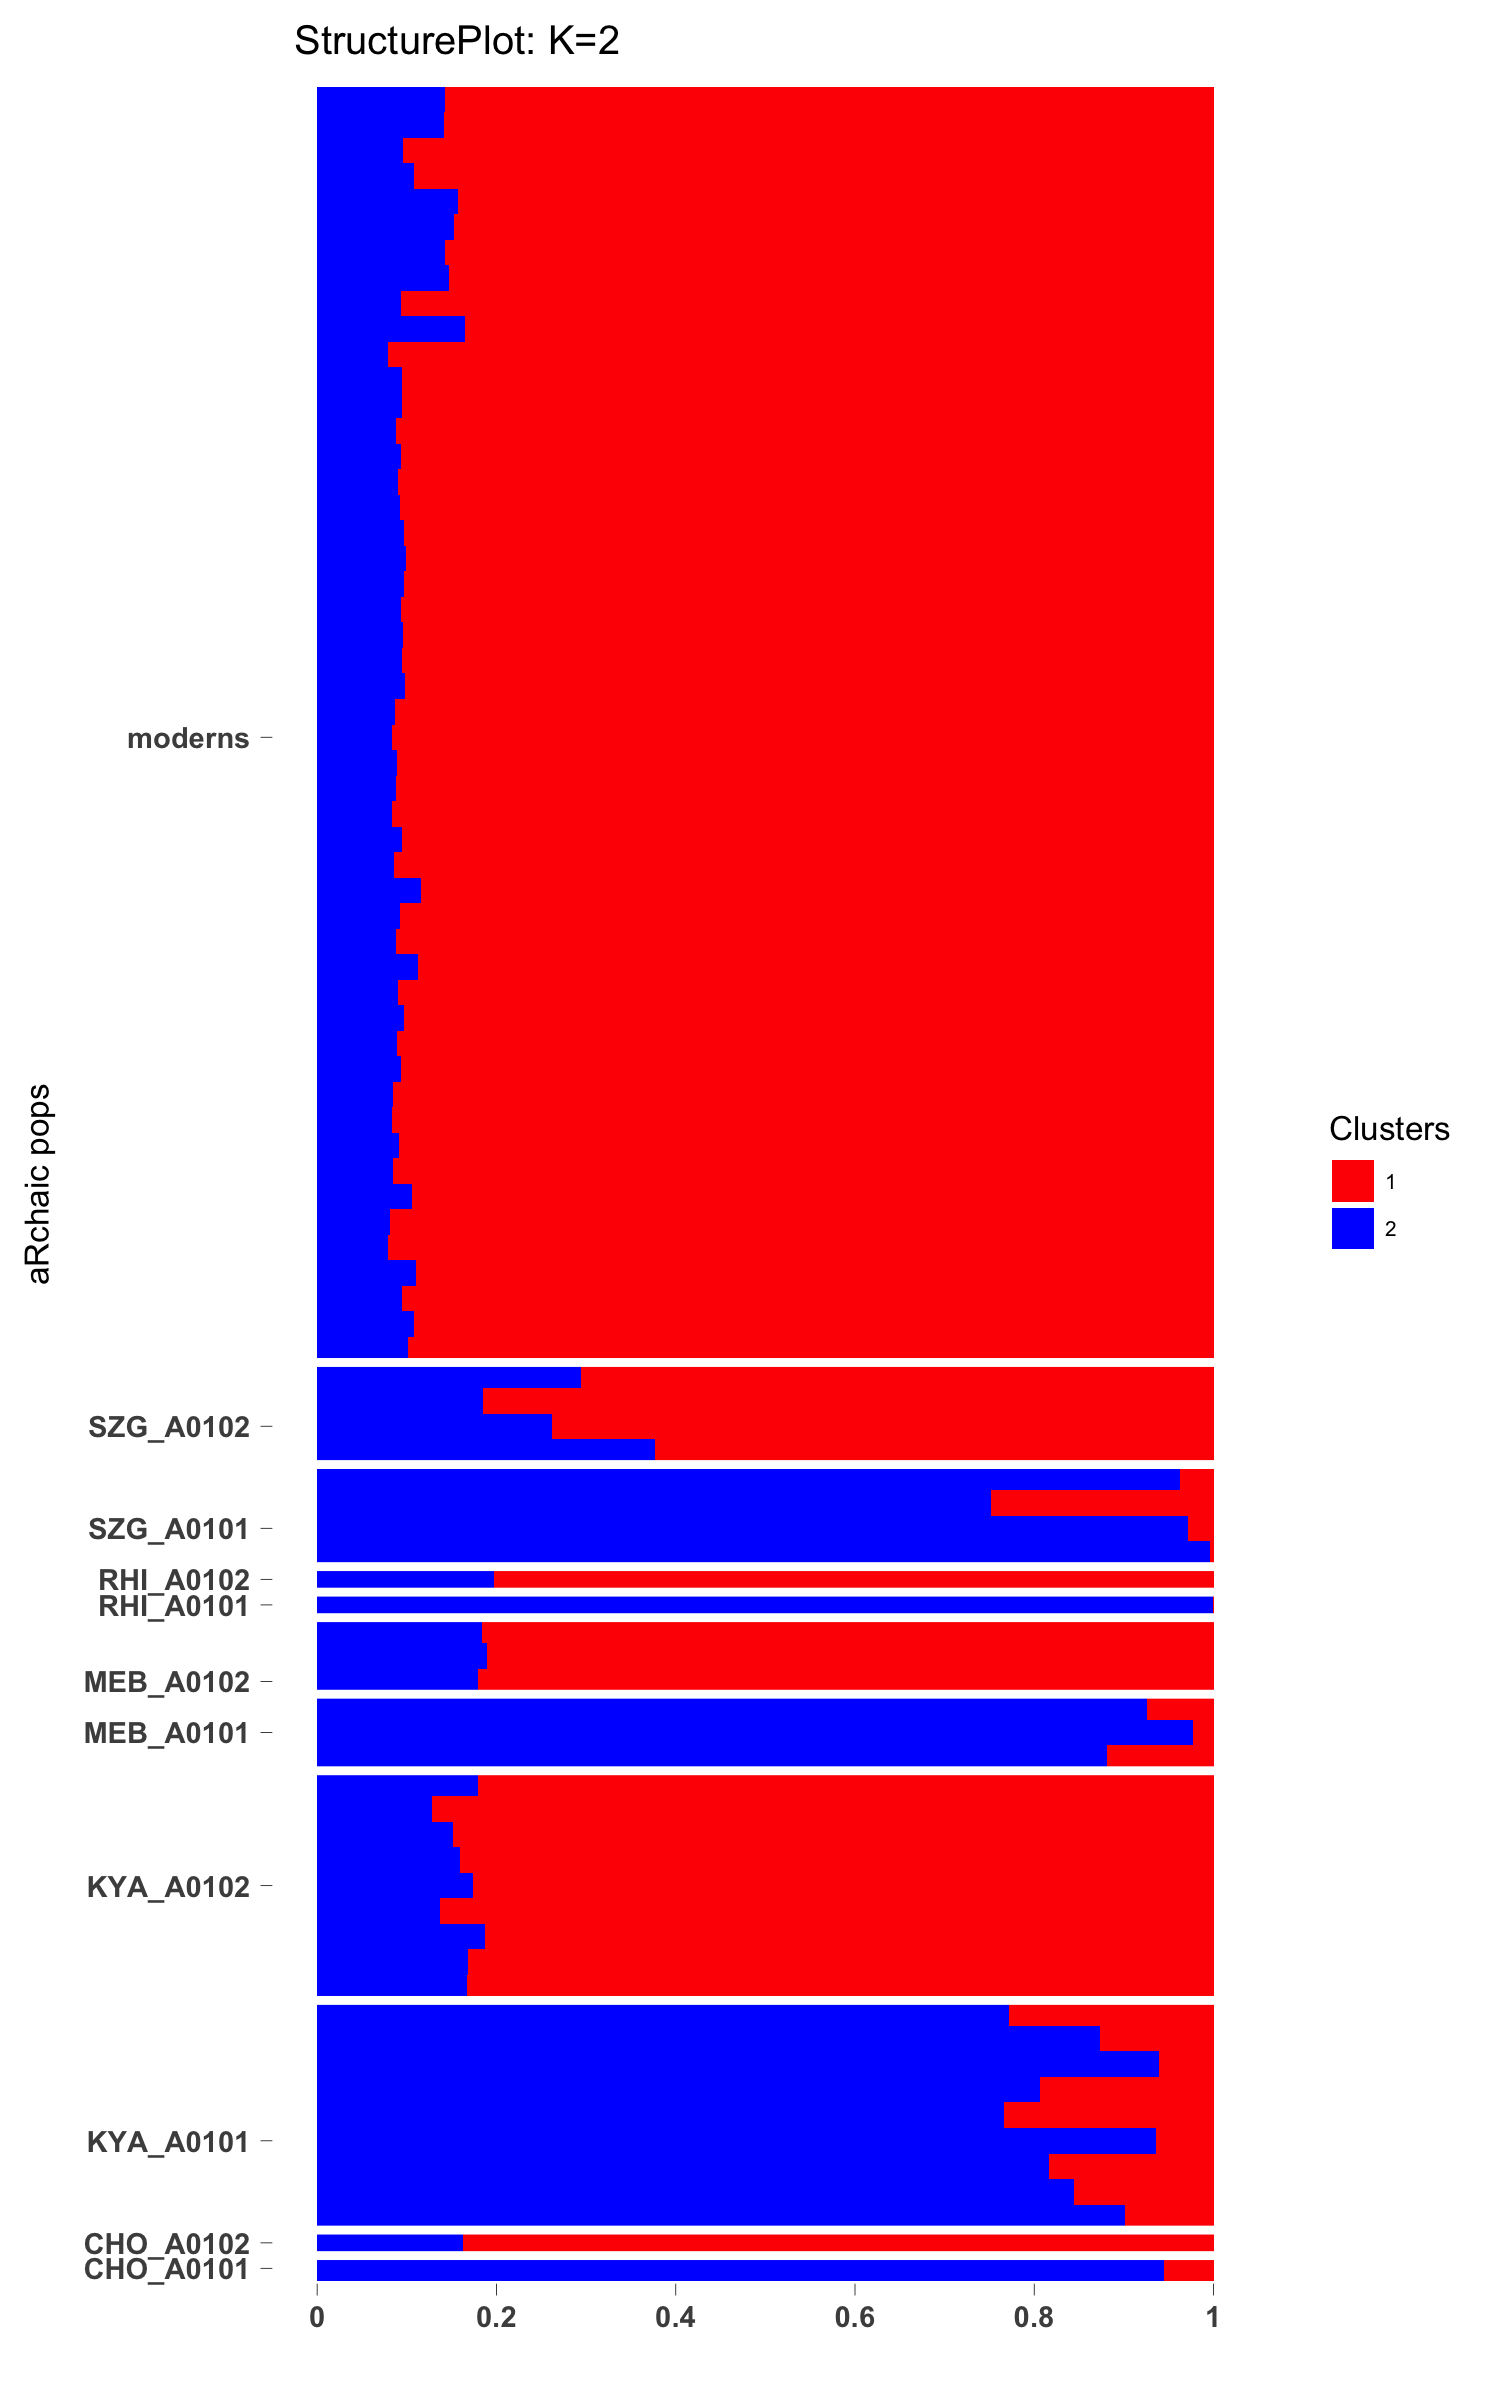 StructurePlot: K=2
aRchaic pops
moderns
SZG_A0102
SZG_A0101
RHI_A0102
RHI_A0101
MEB_A0102
MEB_A0101
KYA_A0102
KYA_A0101
CHO_A0102
CHO_A0101
0 0.2 0.4 0.6 0.8 1
Clusters
1
2